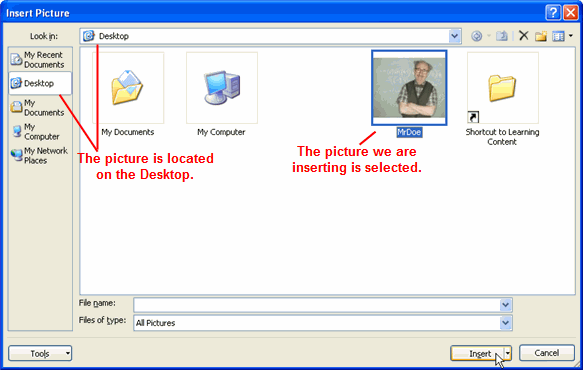 Insert Picture
Look in:
Desktop
My Recent
Documents
Desktop
My
Documents
My
Computer
My Network
Places
My Documents
My Computer
MrDoe
Shortcut to Learning
Content
The picture is located
on the Desktop.
The picture we are
inserting is selected.
File name:
Files of type:
All Pictures
Tools
Insert
Cancel